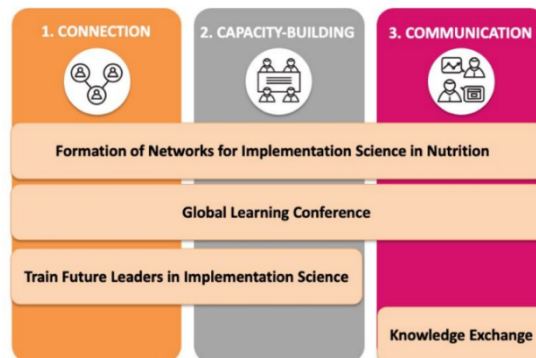 1. CONNECTION
2. CAPACITY-BUILDING
3. COMMUNICATION
Formation of Networks for Implementation Science in Nutrition
Global Learning Conference
Train Future Leaders in Implementation Science
Knowledge Exchange